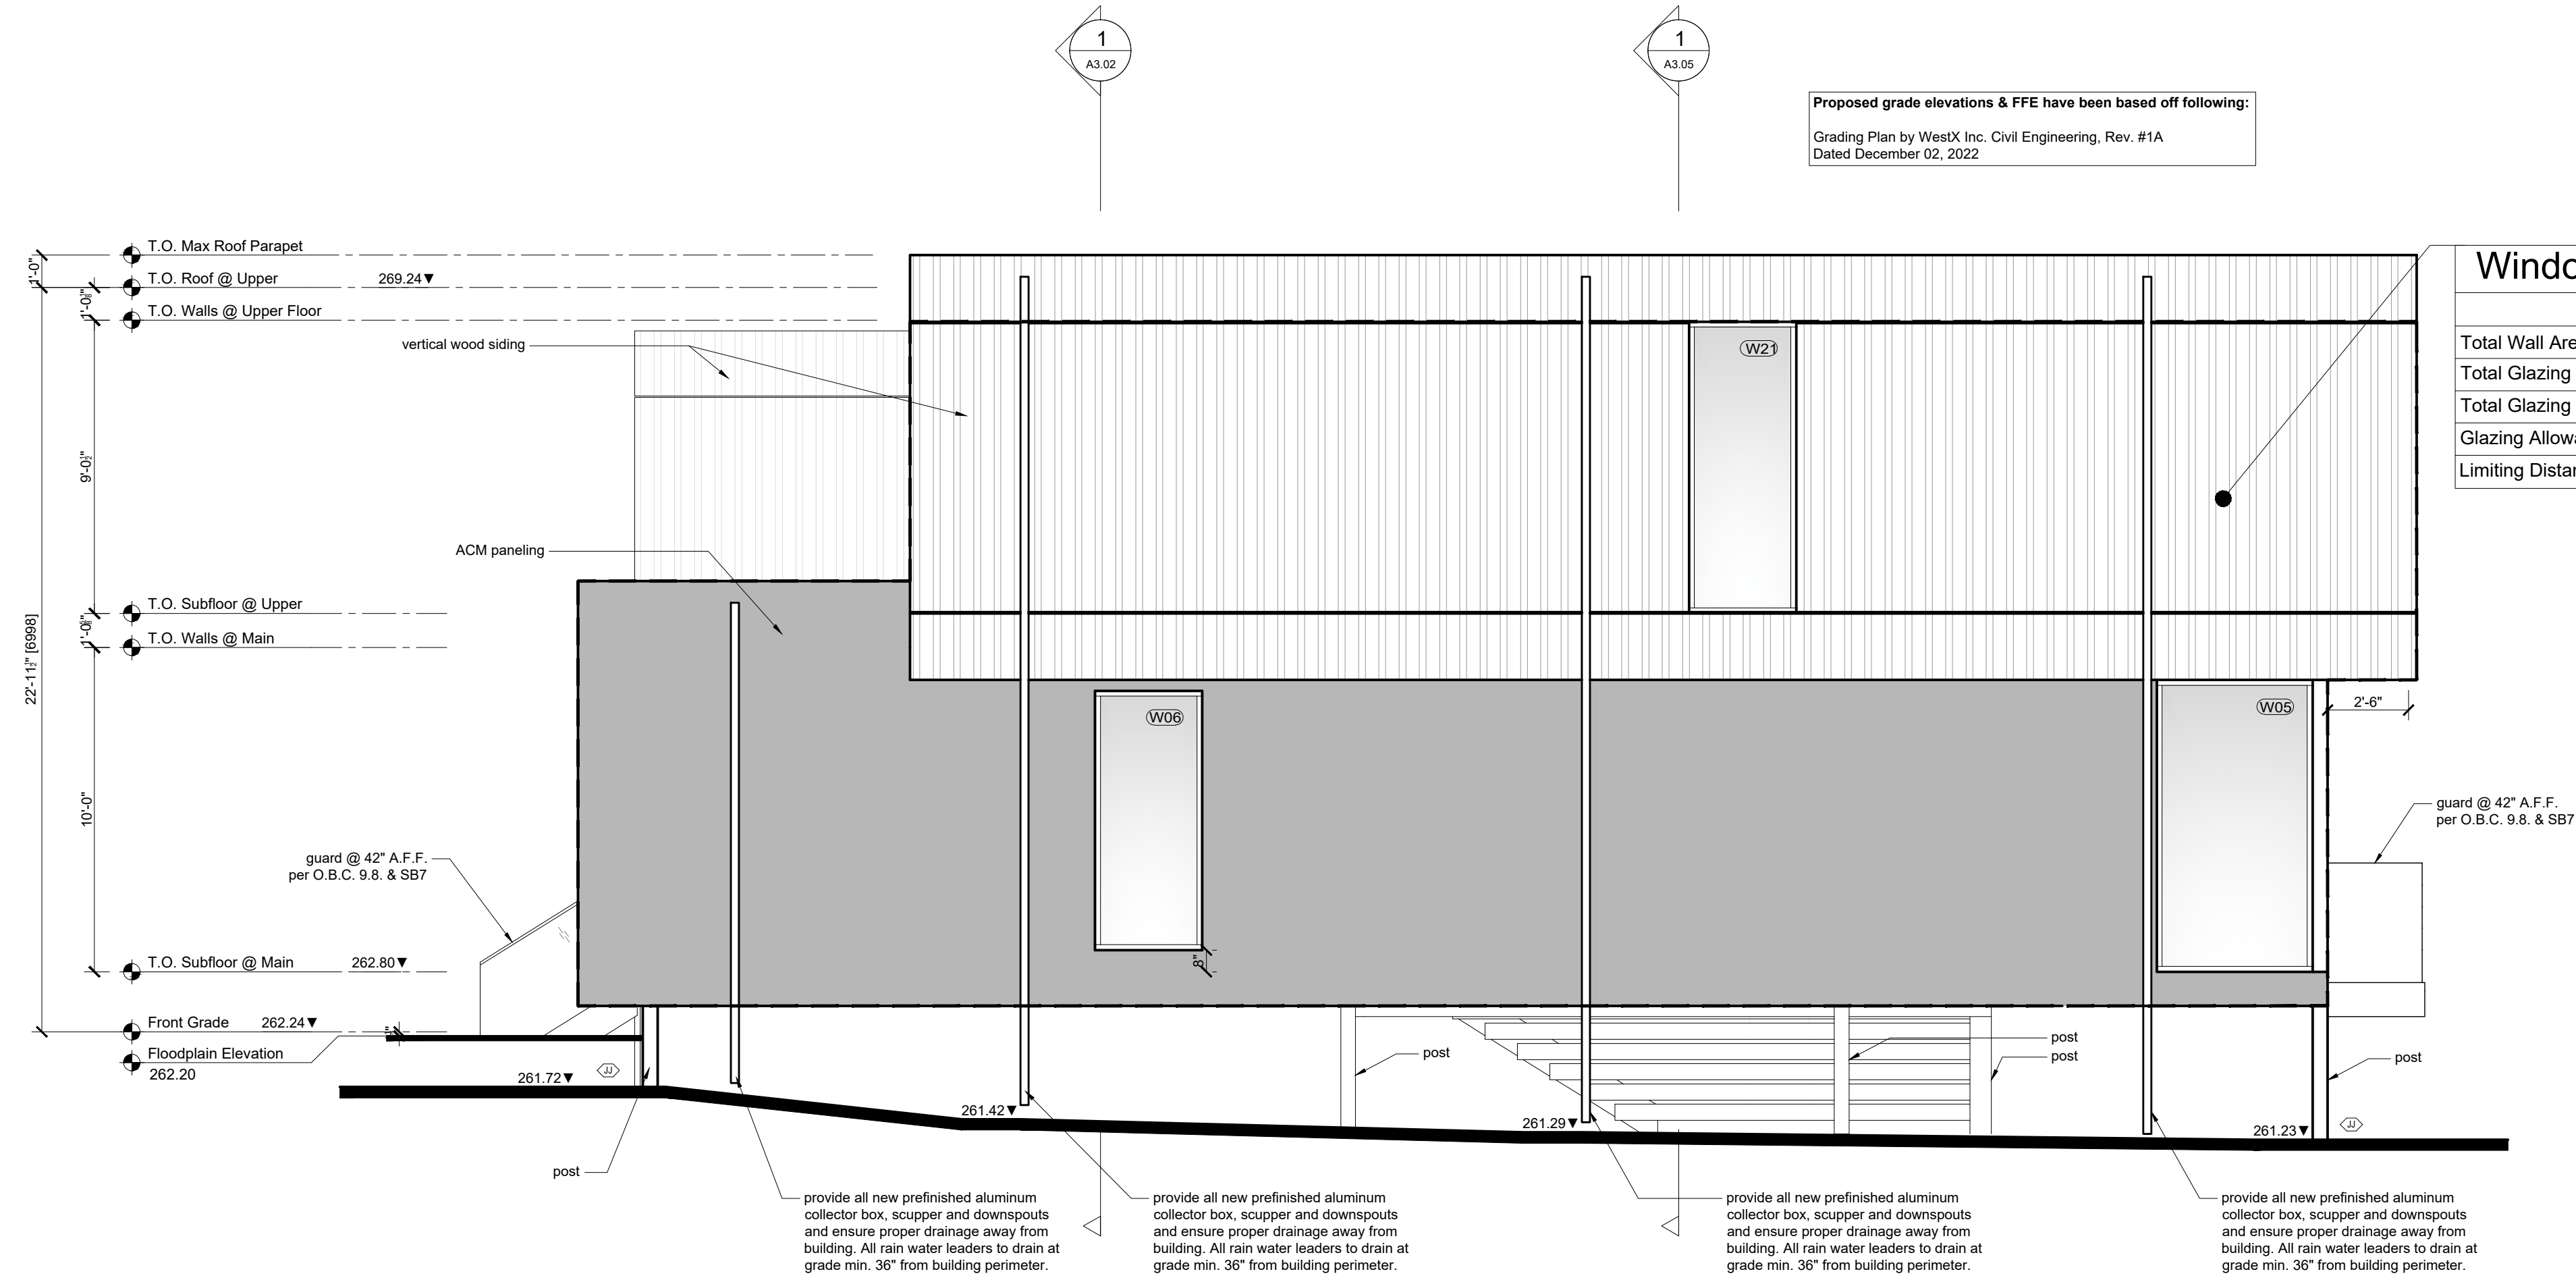 1
A3.02
1
A3.05
Proposed grade elevations & FFE have been based off following:
Grading Plan by WestX Inc. Civil Engineering, Rev. #1A
Dated December 02, 2022
T.O. Max Roof Parapet
1'-0"
T.O. Roof @ Upper 269.24
1'-0⅛"
T.O. Walls @ Upper Floor
vertical wood siding
W21
Windo
Total Wall Are
Total Glazing
Total Glazing
Glazing Allowa
Limiting Distan
9'-0½"
ACM paneling
T.O. Subfloor @ Upper
T.O. Walls @ Main
22'-11½" [6998]
W06
W05
2'-6"
10'-0"
guard @ 42" A.F.F.
per O.B.C. 9.8. & SB7
guard @ 42" A.F.F.
per O.B.C. 9.8. & SB7
8"
T.O. Subfloor @ Main 262.80
Front Grade 262.24
Floodplain Elevation
262.20
261.72
JJ
261.42
261.29
261.23
JJ
post
post
post
post
post
provide all new prefinished aluminum
collector box, scupper and downspouts
and ensure proper drainage away from
building. All rain water leaders to drain at
grade min. 36" from building perimeter.
provide all new prefinished aluminum
collector box, scupper and downspouts
and ensure proper drainage away from
building. All rain water leaders to drain at
grade min. 36" from building perimeter.
provide all new prefinished aluminum
collector box, scupper and downspouts
and ensure proper drainage away from
building. All rain water leaders to drain at
grade min. 36" from building perimeter.
provide all new prefinished aluminum
collector box, scupper and downspouts
and ensure proper drainage away from
building. All rain water leaders to drain at
grade min. 36" from building perimeter.